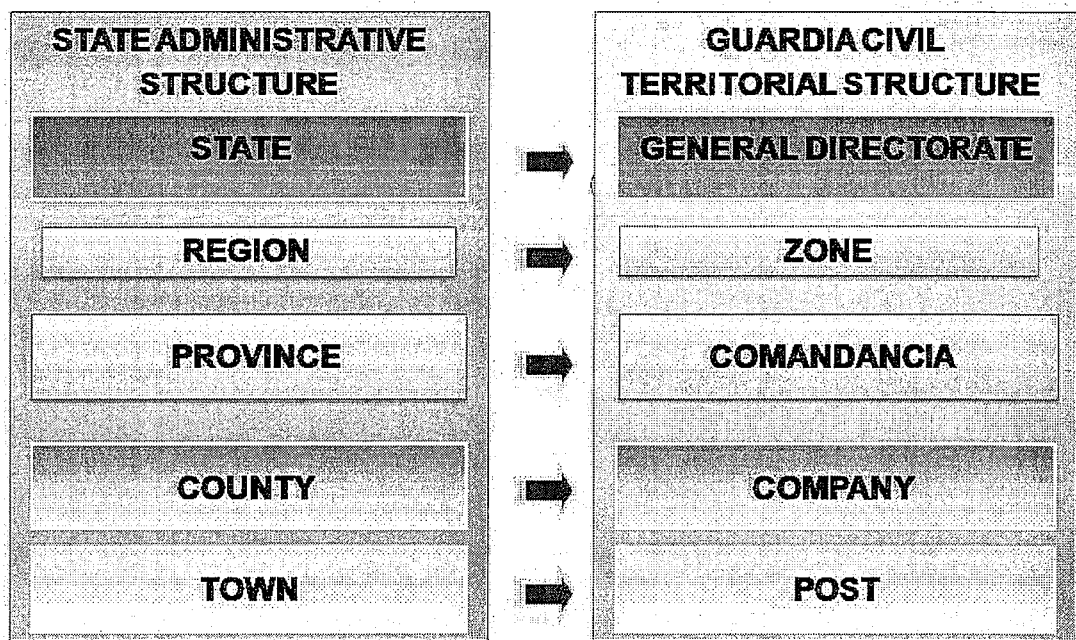 STATE ADMINISTRATIVE
STRUCTURE
STATE
REGION
PROVINCE
COUNTY
TOWN
GUARDIA CIVIL
TERRITORIAL STRUCTURE
GENERAL DIRECTORATE
ZONE
COMANDANCIA
COMPANY
POST